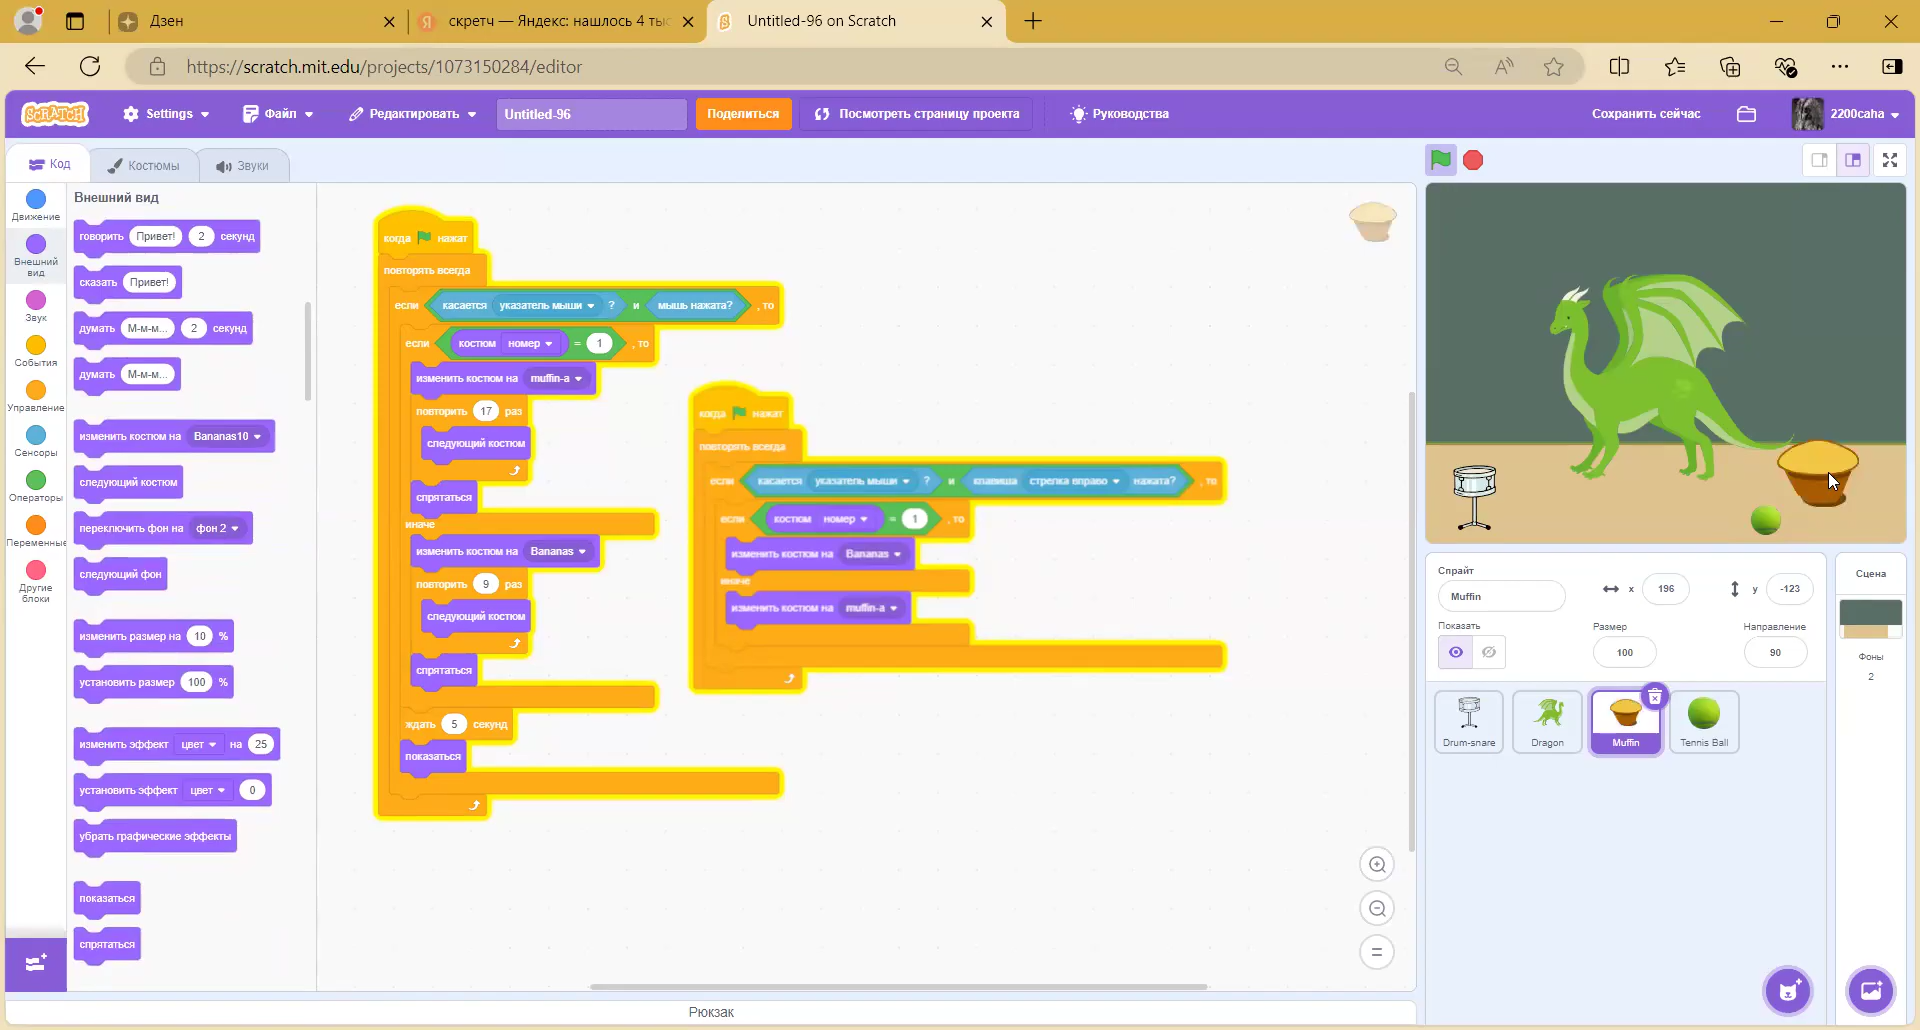 Дзен
скретч — Яндекс: нашлось 4 тыс
Untitled-96 on Scratch
https://scratch.mit.edu/projects/1073150284/editor
SCRATCH
Settings
Файл
Редактировать
Untitled-96
Поделиться
Посмотреть страницу проекта
Руководства
Сохранить сейчас
2200caha
Код
Костюмы
Звуки
Движение
Внешний
вид
Звук
События
Управление
Сенсоры
Операторы
Переменные
Другие
блоки
Внешний вид
говорить Привет! 2 секунд
сказать Привет!
думать М-м-м... 2 секунд
думать М-м-м...
изменить костюм на Bananas10
следующий костюм
переключить фон на фон 2
следующий фон
изменить размер на 10 %
установить размер 100 %
изменить эффект цвет на 25
установить эффект цвет 0
убрать графические эффекты
показаться
спрятаться
когда нажат
повторять всегда
если касается указатель мыши ? и мышь нажата? , то
если костюм номер = 1 , то
изменить костюм на muffin-a
повторить 17 раз
следующий костюм
спрятаться
иначе
изменить костюм на Bananas
повторить 9 раз
следующий костюм
спрятаться
ждать 5 секунд
показаться
когда нажат
повторять всегда
если касается указатель мыши ? и клавиша стрелка вправо нажата? , то
если костюм номер = 1 , то
изменить костюм на Bananas
иначе
изменить костюм на muffin-a
Спрайт
Muffin
x 196
y -123
Показать
Размер
100
Направление
90
Drum-snare
Dragon
Muffin
Tennis Ball
Сцена
Фоны
2
Рюкзак